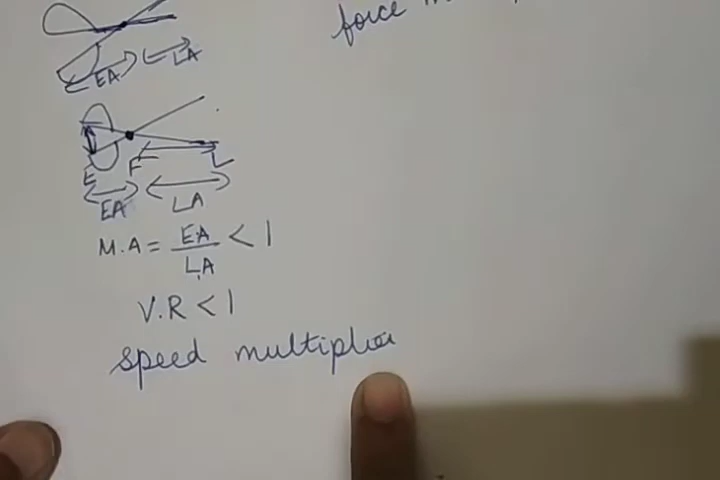 force
EA LA
E F L
EA LA
M.A = EA / LA < 1
V.R < 1
speed multiplier